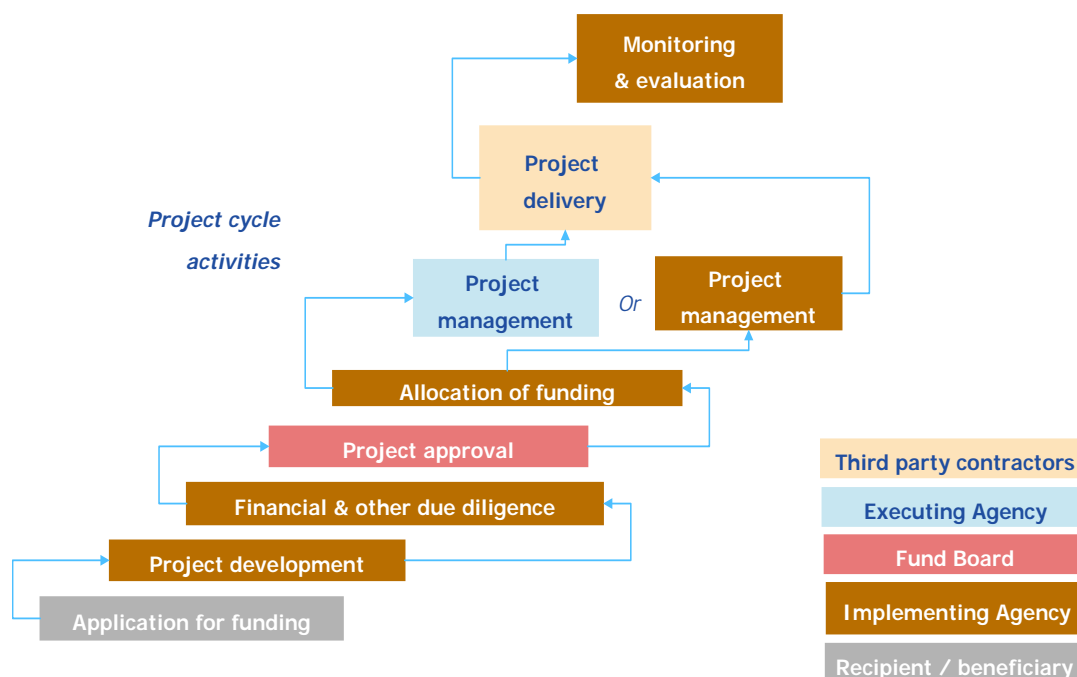 Monitoring
& evaluation
Project
delivery
Project cycle
activities
Project
management
Or
Project
management
Allocation of funding
Project approval
Financial & other due diligence
Project development
Application for funding
Third party contractors
Executing Agency
Fund Board
Implementing Agency
Recipient / beneficiary